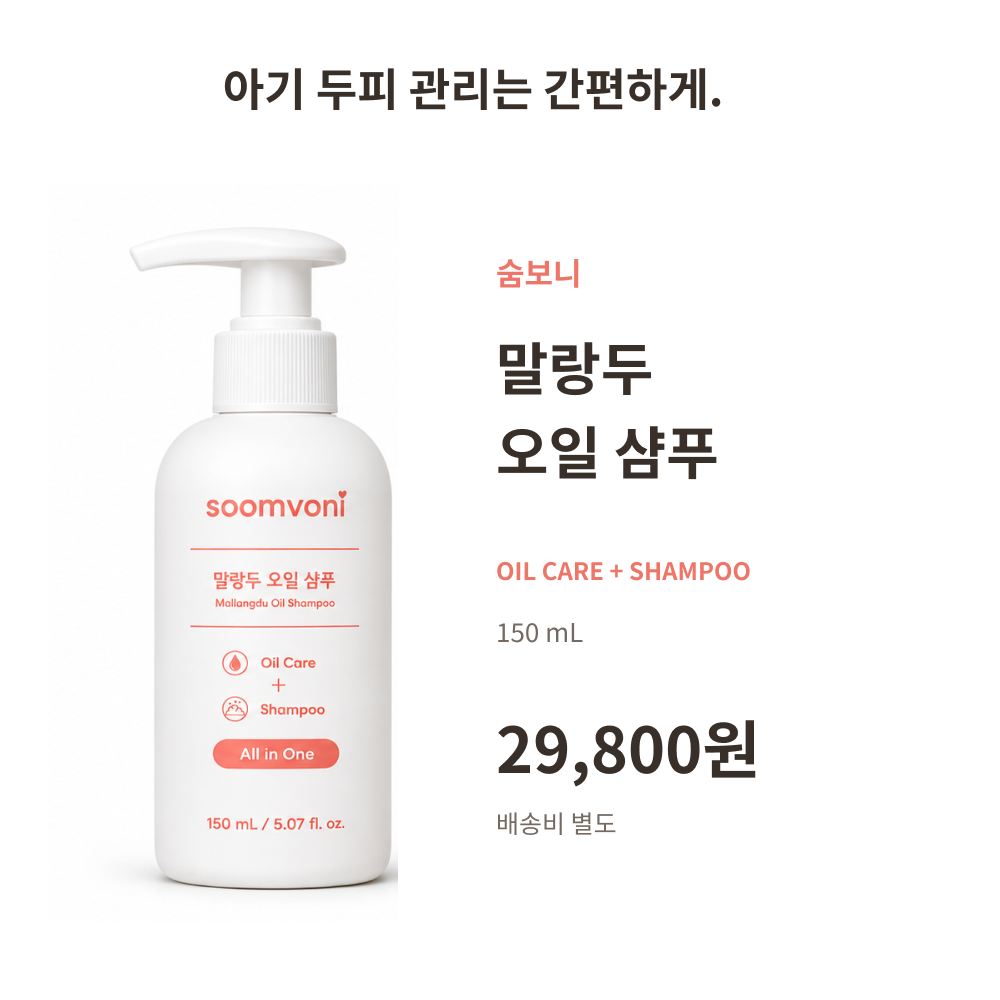 아기 두피 관리는 간편하게.
soomvoni
말랑두 오일 샴푸
Mallangdu Oil Shampoo
Oil Care
+
Shampoo
All in One
150 mL / 5.07 fl. oz.
숨보니
말랑두
오일 샴푸
OIL CARE + SHAMPOO
150 mL
29,800원
배송비 별도